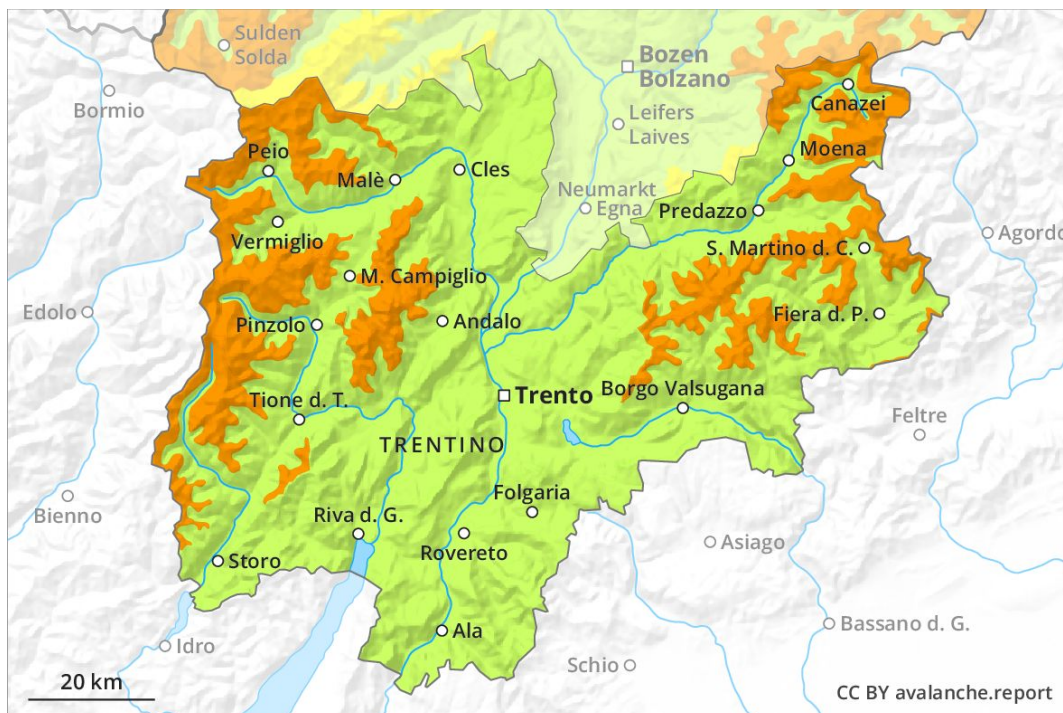 Sulden
Solda
Bozen
Bolzano
Bormio
Canazei
Leifers
Laives
Peio
Moena
Malè
Cles
Neumarkt
Egna
Predazzo
Vermiglio
Agordo
S. Martino d. C.
M. Campiglio
Edolo
Pinzolo
Andalo
Fiera d. P.
Trento
Borgo Valsugana
Tione d. T.
Feltre
TRENTINO
Bienno
Folgaria
Riva d. G.
Rovereto
Asiago
Storo
Idro
Ala
Bassano d. G.
Schio
20 km
CC BY avalanche.report